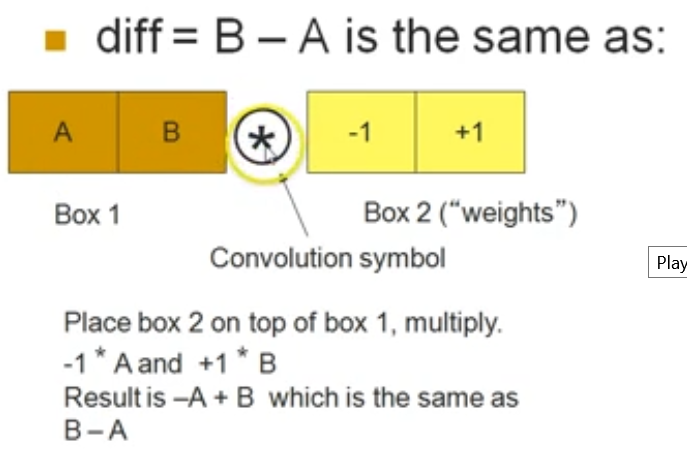 diff = B – A is the same as:
A B * -1 +1
Box 1 Box 2 (“weights”)
Convolution symbol
Play
Place box 2 on top of box 1, multiply.
-1 * A and +1 * B
Result is –A + B which is the same as
B – A